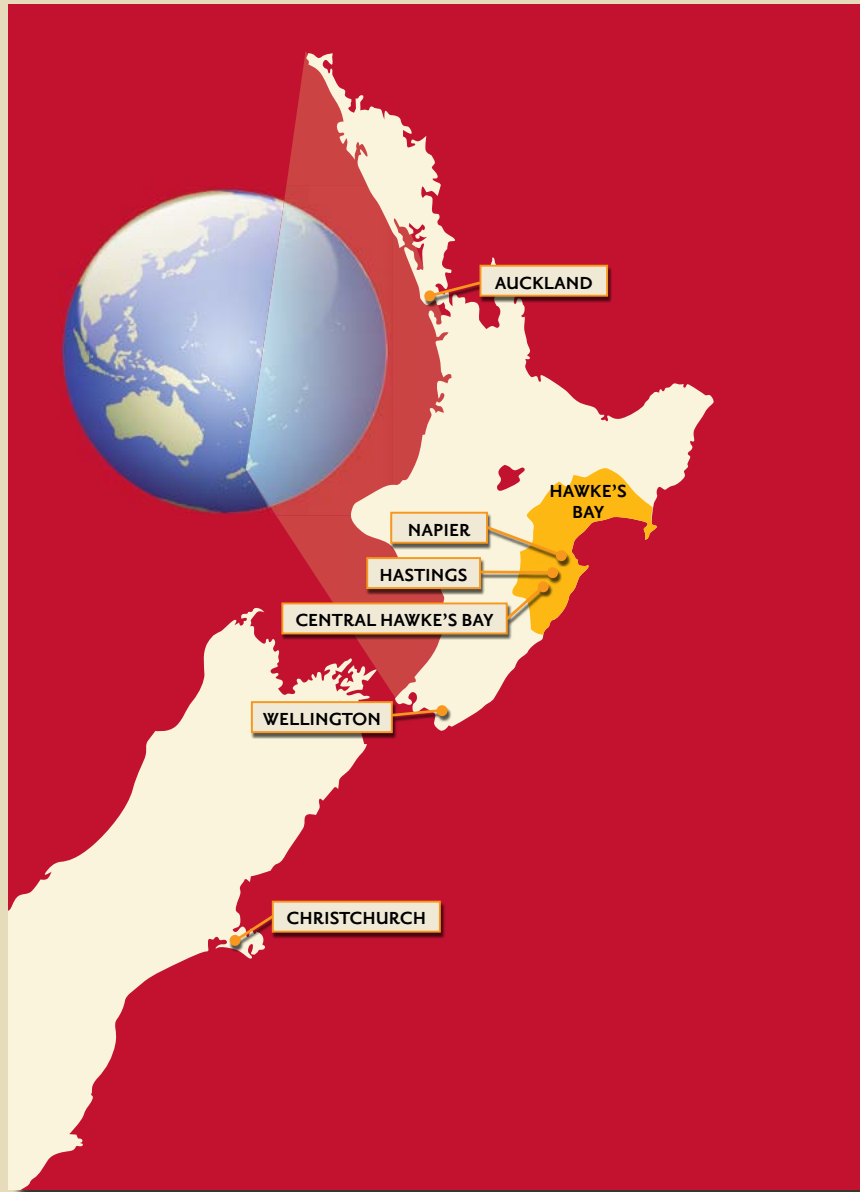 AUCKLAND
HAWKE'S
BAY
NAPIER
HASTINGS
CENTRAL HAWKE'S BAY
WELLINGTON
CHRISTCHURCH